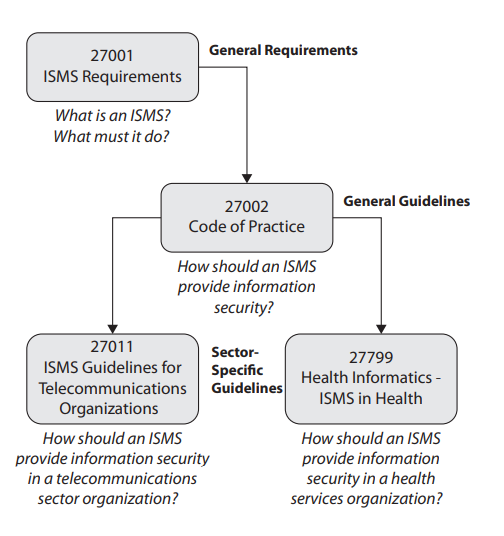 27001
ISMS Requirements
General Requirements
What is an ISMS?
What must it do?
27002
Code of Practice
General Guidelines
How should an ISMS
provide information
security?
27011
ISMS Guidelines for
Telecommunications
Organizations
Sector-
Specific
Guidelines
27799
Health Informatics -
ISMS in Health
How should an ISMS
provide information security
in a telecommunications
sector organization?
How should an ISMS
provide information
security in a health
services organization?